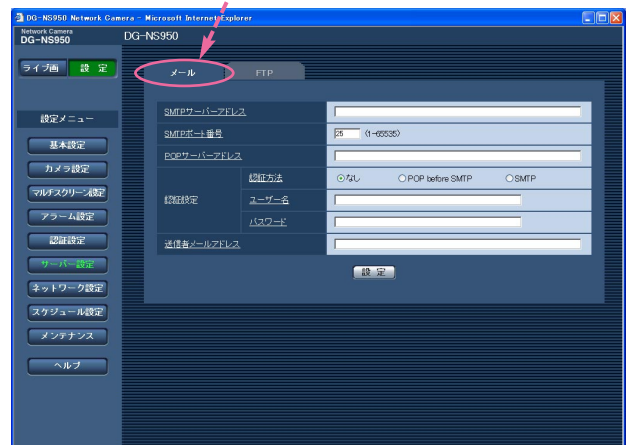 DG-NS950 Network Camera - Microsoft Internet Explorer
Network Camera
DG-NS950
DG-NS950
ライブ画 設 定
メール FTP
設定メニュー
基本設定
カメラ設定
マルチスクリーン設定
アラーム設定
認証設定
サーバー設定
ネットワーク設定
スケジュール設定
メンテナンス
ヘルプ
SMTPサーバーアドレス
SMTPポート番号 25 (1-65535)
POPサーバーアドレス
認証設定
認証方法 なし POP before SMTP SMTP
ユーザー名
パスワード
送信者メールアドレス
設 定